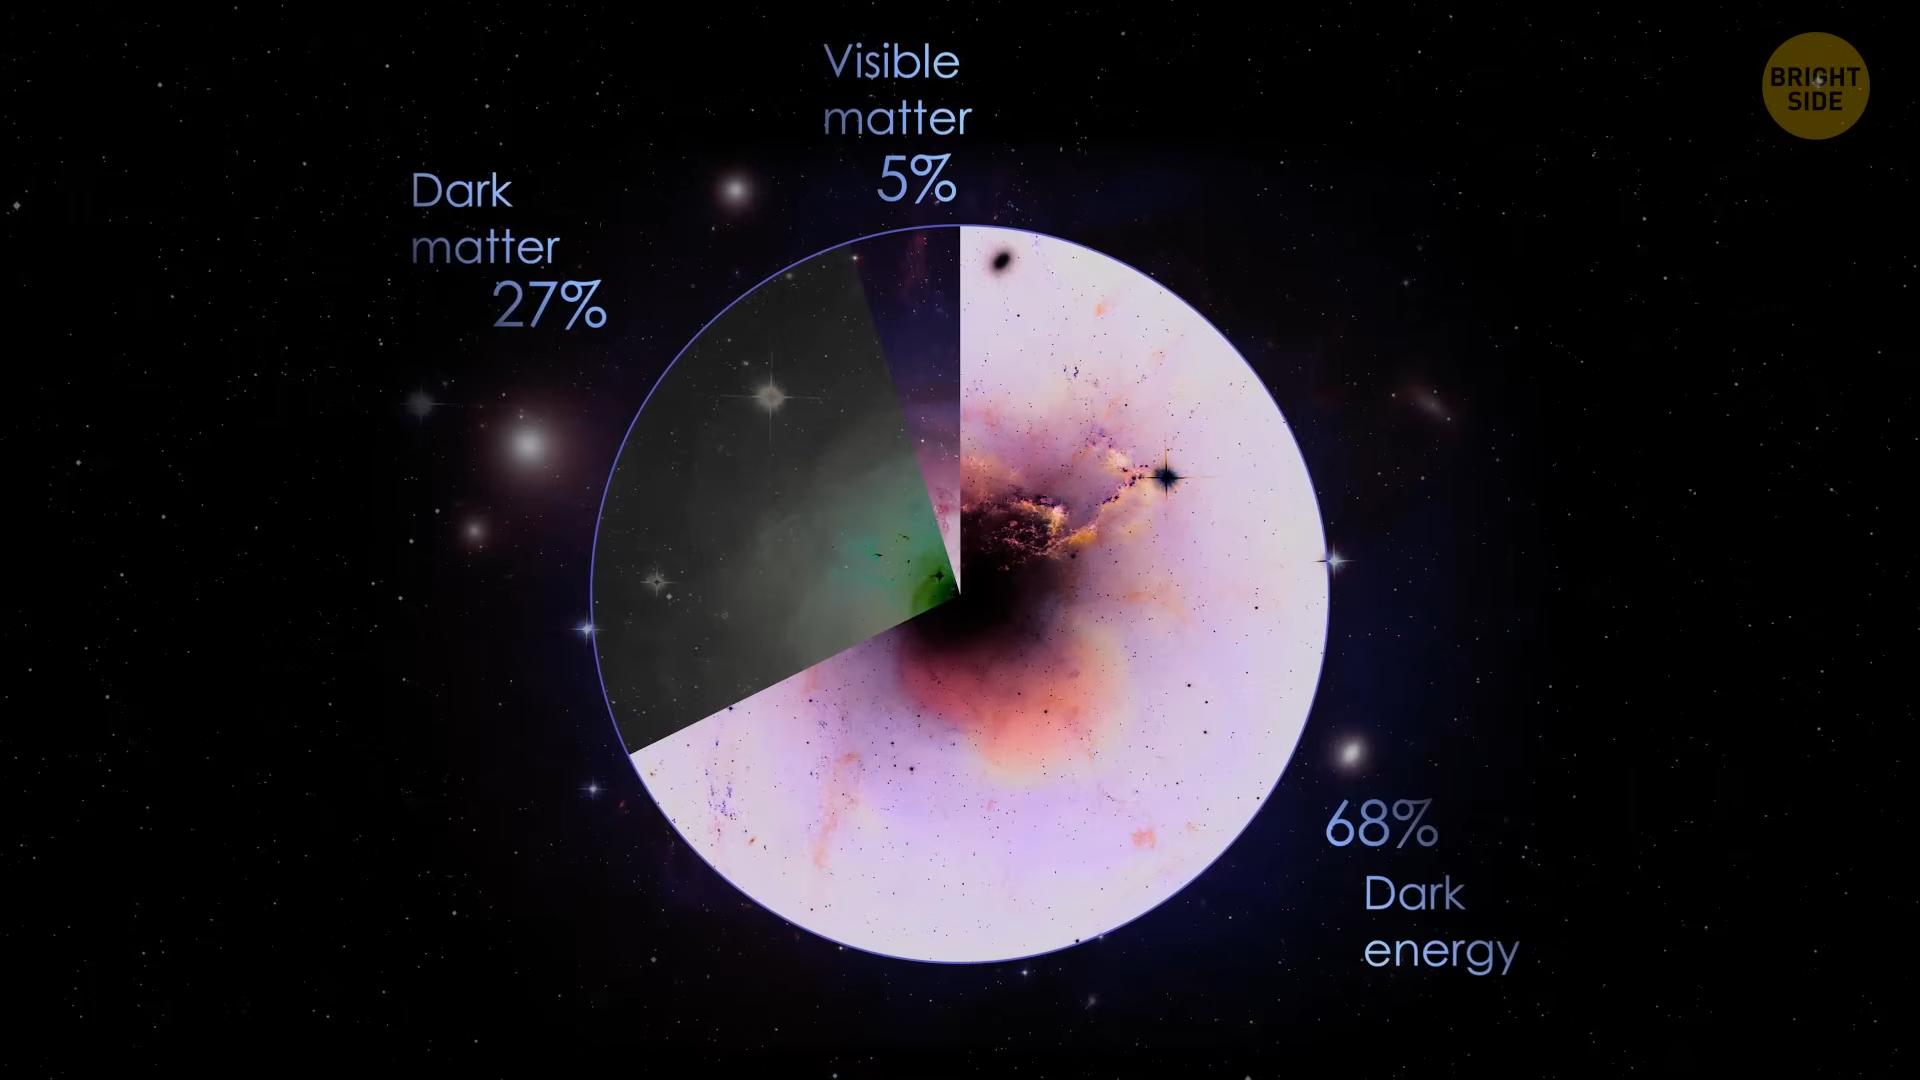 Visible
matter
5%
Dark
matter
27%
68%
Dark
energy
BRIGHT
SIDE